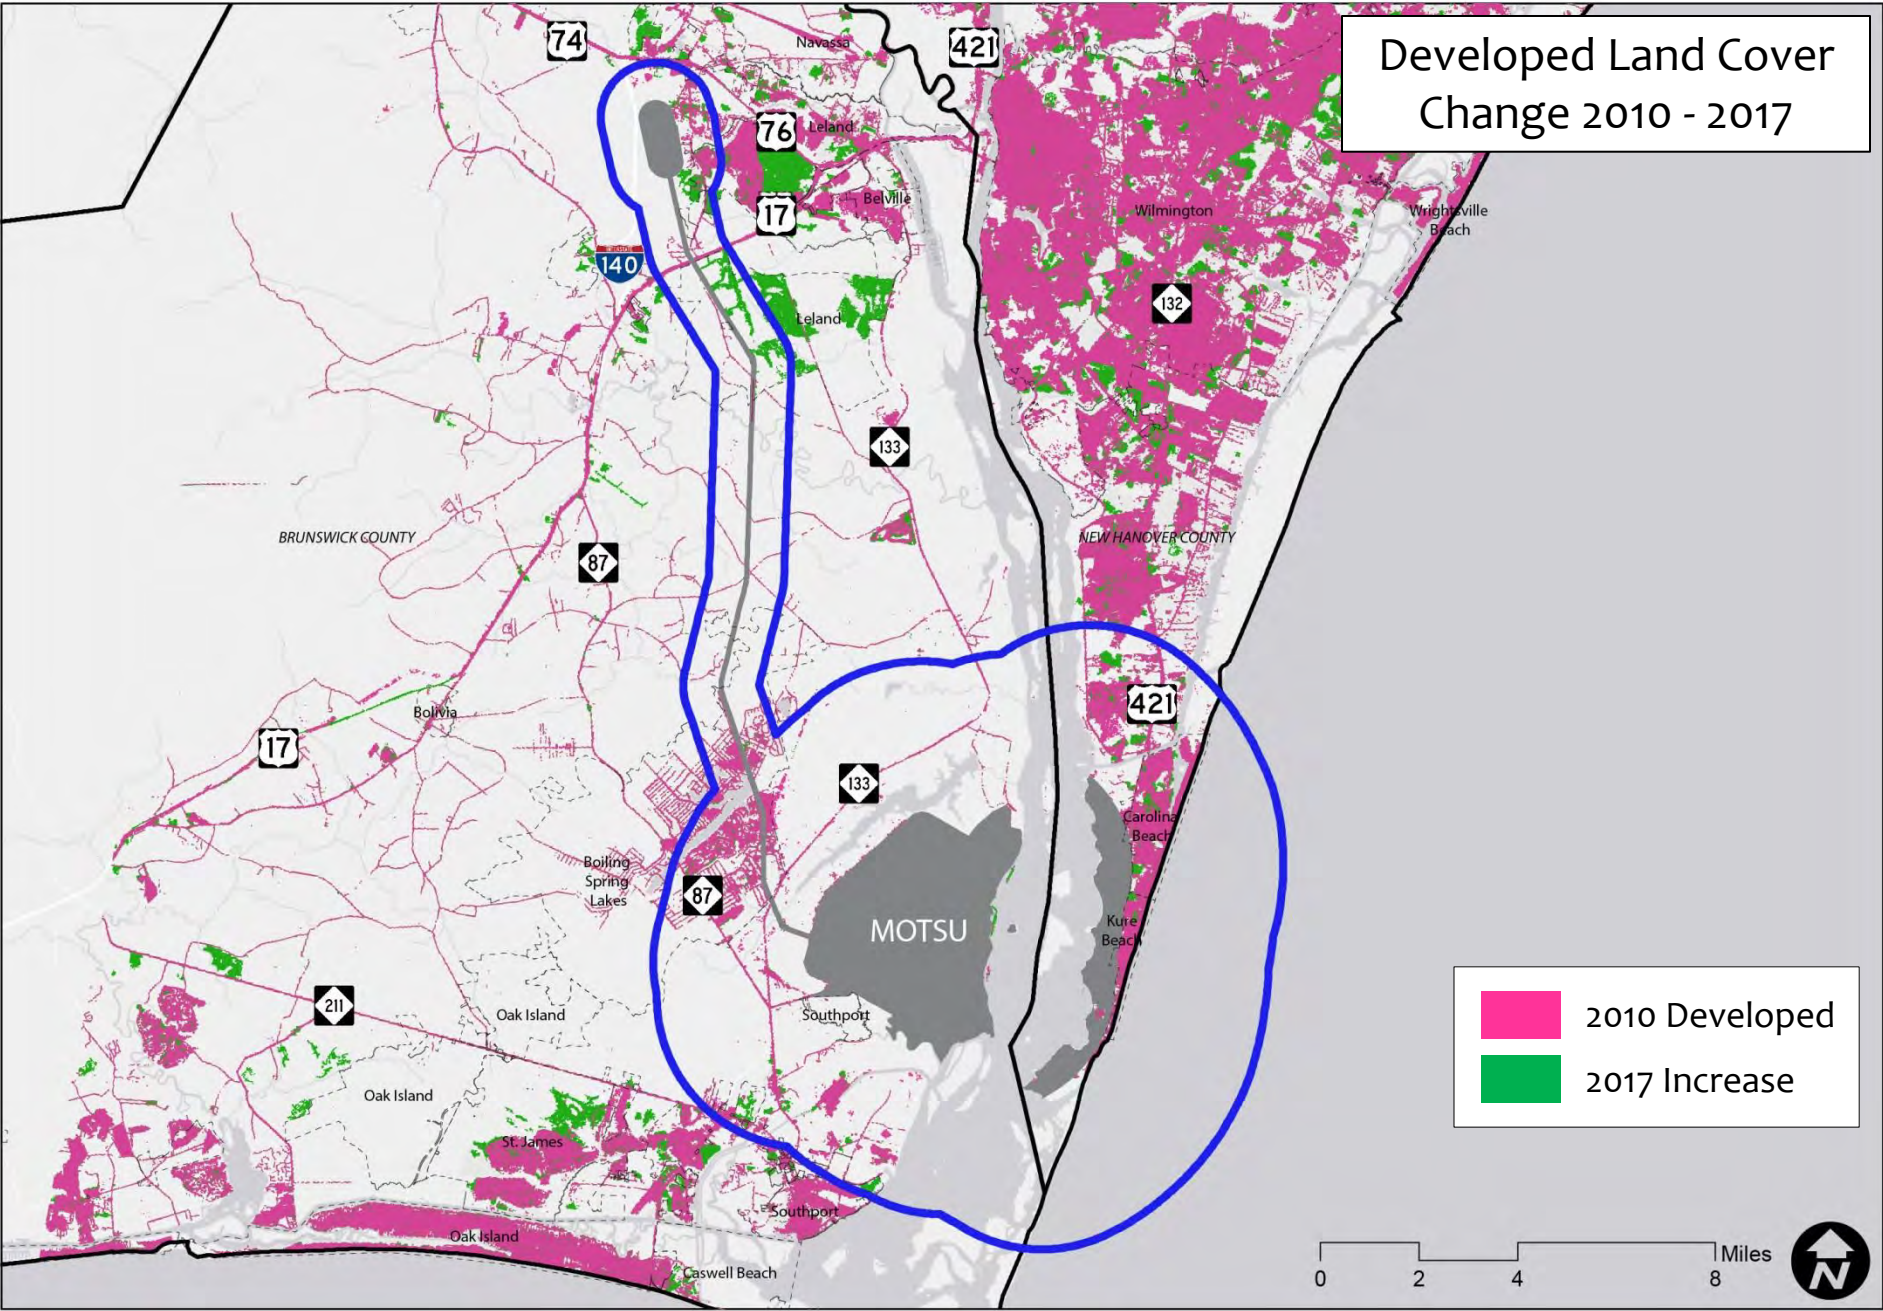 Developed Land Cover
Change 2010 - 2017
74
Navassa
421
76
Leland
17
Belville
Wilmington
Wrightsville
Beach
INTERSTATE
140
132
Leland
133
BRUNSWICK COUNTY
NEW HANOVER COUNTY
87
421
Bolivia
17
133
Carolina
Beach
Boiling
Spring
Lakes
87
MOTSU
Kure
Beach
211
Oak Island
Southport
2010 Developed
2017 Increase
Oak Island
St. James
Southport
Oak Island
Caswell Beach
Miles
0 2 4 8
N